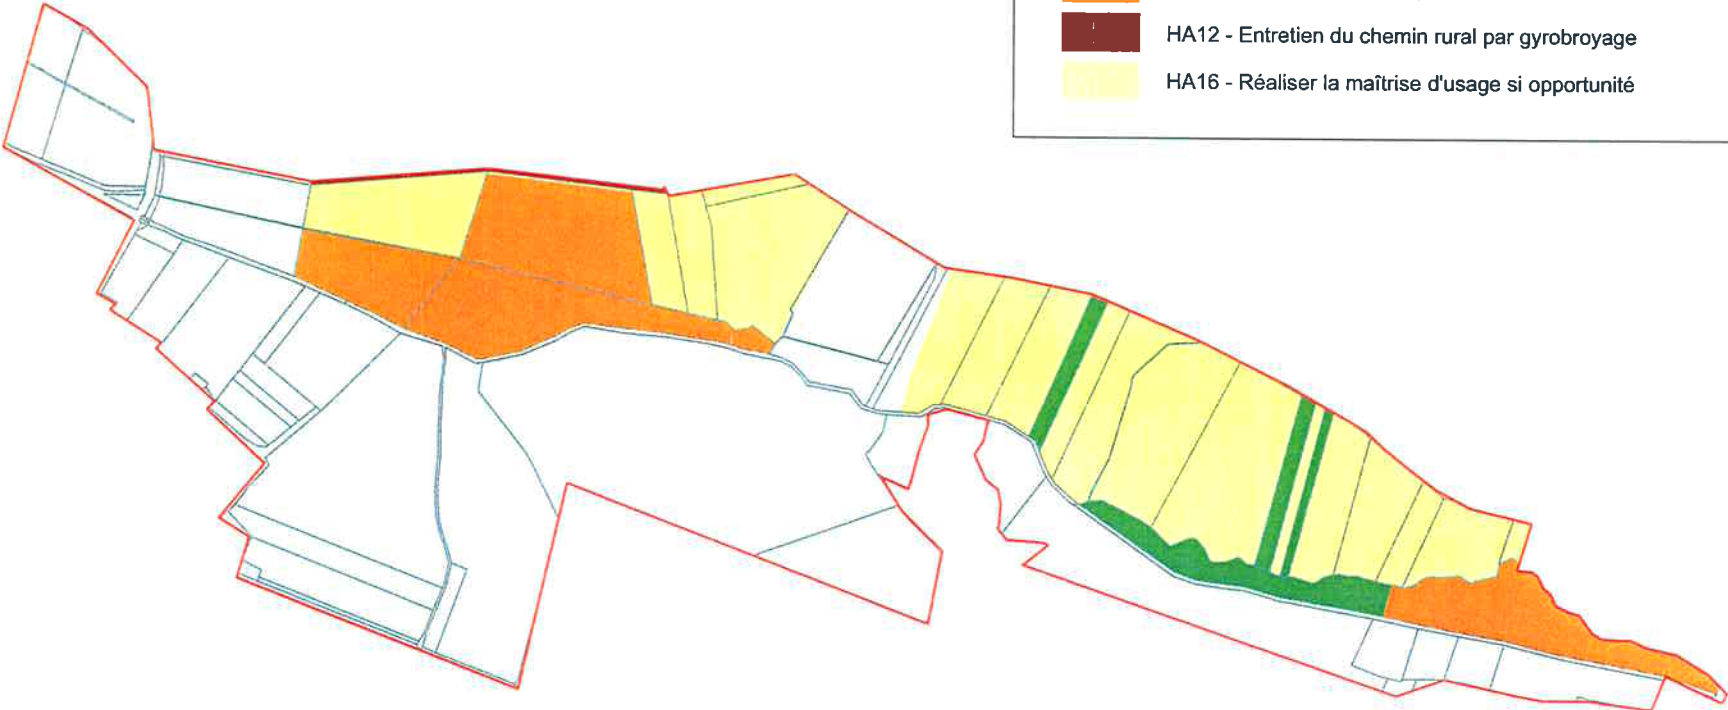 HA12 - Entretien du chemin rural par gyrobroyage
HA16 - Réaliser la maîtrise d'usage si opportunité